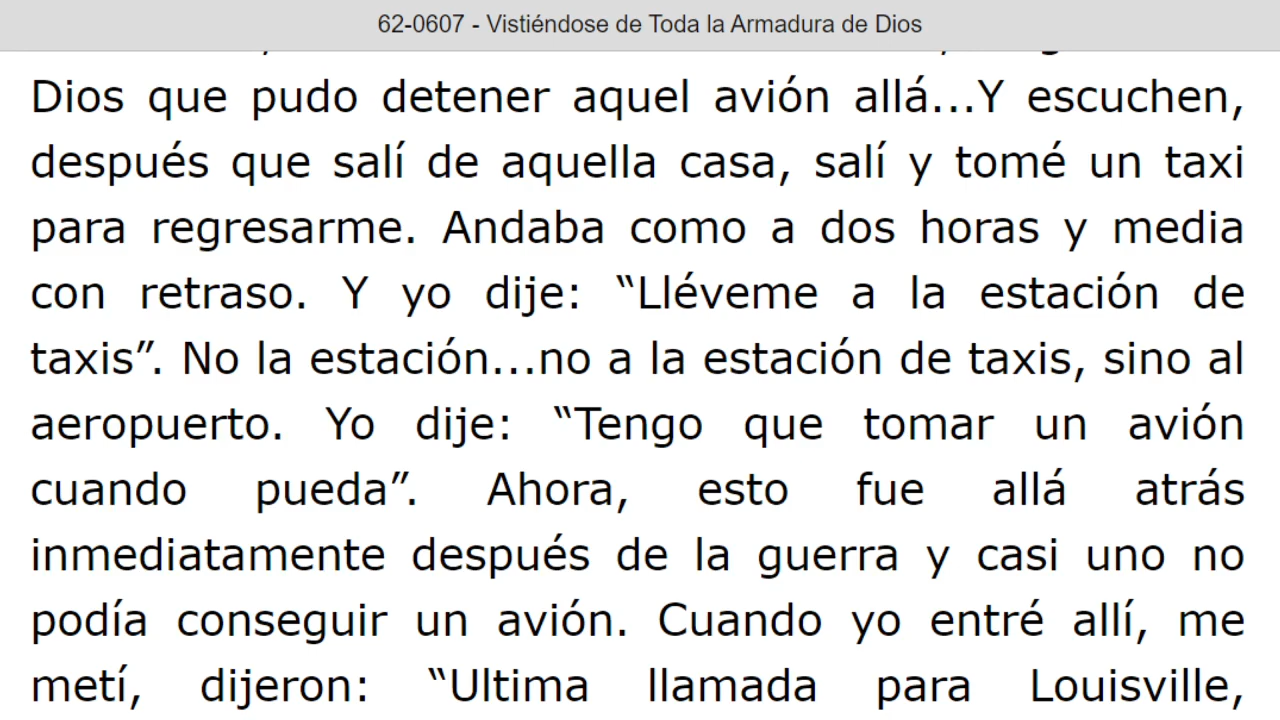 62-0607 - Vistiéndose de Toda la Armadura de Dios
Dios que pudo detener aquel avión allá...Y escuchen,
después que salí de aquella casa, salí y tomé un taxi
para regresarme. Andaba como a dos horas y media
con retraso. Y yo dije: “Lléveme a la estación de
taxis”. No la estación...no a la estación de taxis, sino al
aeropuerto. Yo dije: “Tengo que tomar un avión
cuando pueda”. Ahora, esto fue allá atrás
inmediatamente después de la guerra y casi uno no
podía conseguir un avión. Cuando yo entré allí, me
metí, dijeron: “Ultima llamada para Louisville,